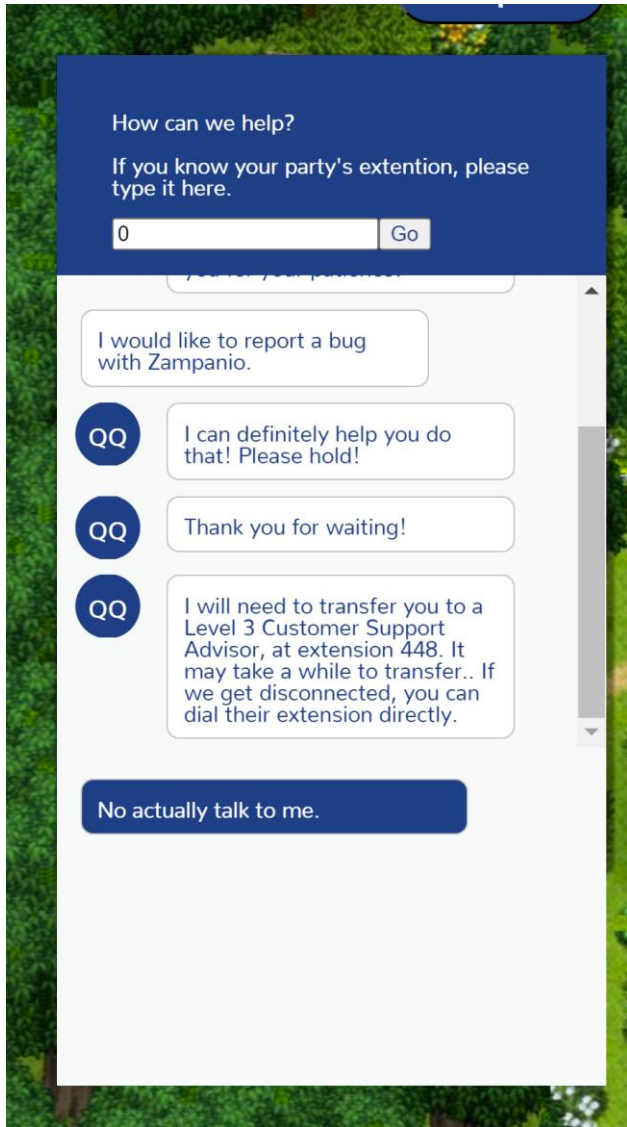 How can we help?
If you know your party's extention, please
type it here.
0
Go
I would like to report a bug
with Zampanio.
QQ
I can definitely help you do
that! Please hold!
QQ
Thank you for waiting!
QQ
I will need to transfer you to a
Level 3 Customer Support
Advisor, at extension 448. It
may take a while to transfer.. If
we get disconnected, you can
dial their extension directly.
No actually talk to me.